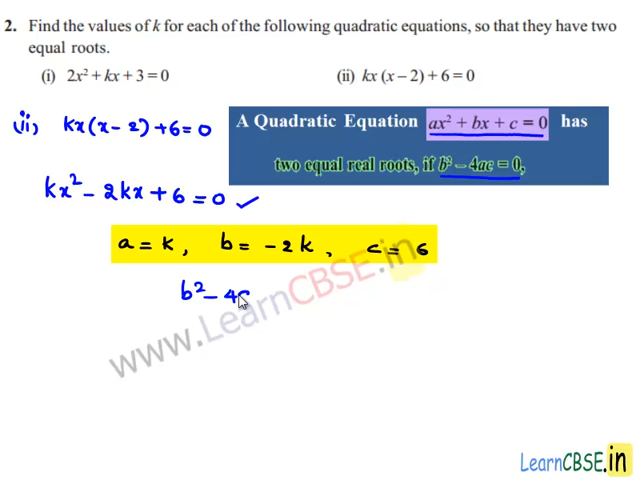 2. Find the values of k for each of the following quadratic equations, so that they have two
equal roots.
(i) 2x² + kx + 3 = 0 (ii) kx (x – 2) + 6 = 0
(ii) kx(x – 2) + 6 = 0
A Quadratic Equation ax² + bx + c = 0 has
two equal real roots, if b² – 4ac = 0,
kx² – 2kx + 6 = 0 ✓
a = k, b = – 2k, c = 6
b² – 4
www.LearnCBSE.in
LearnCBSE.in